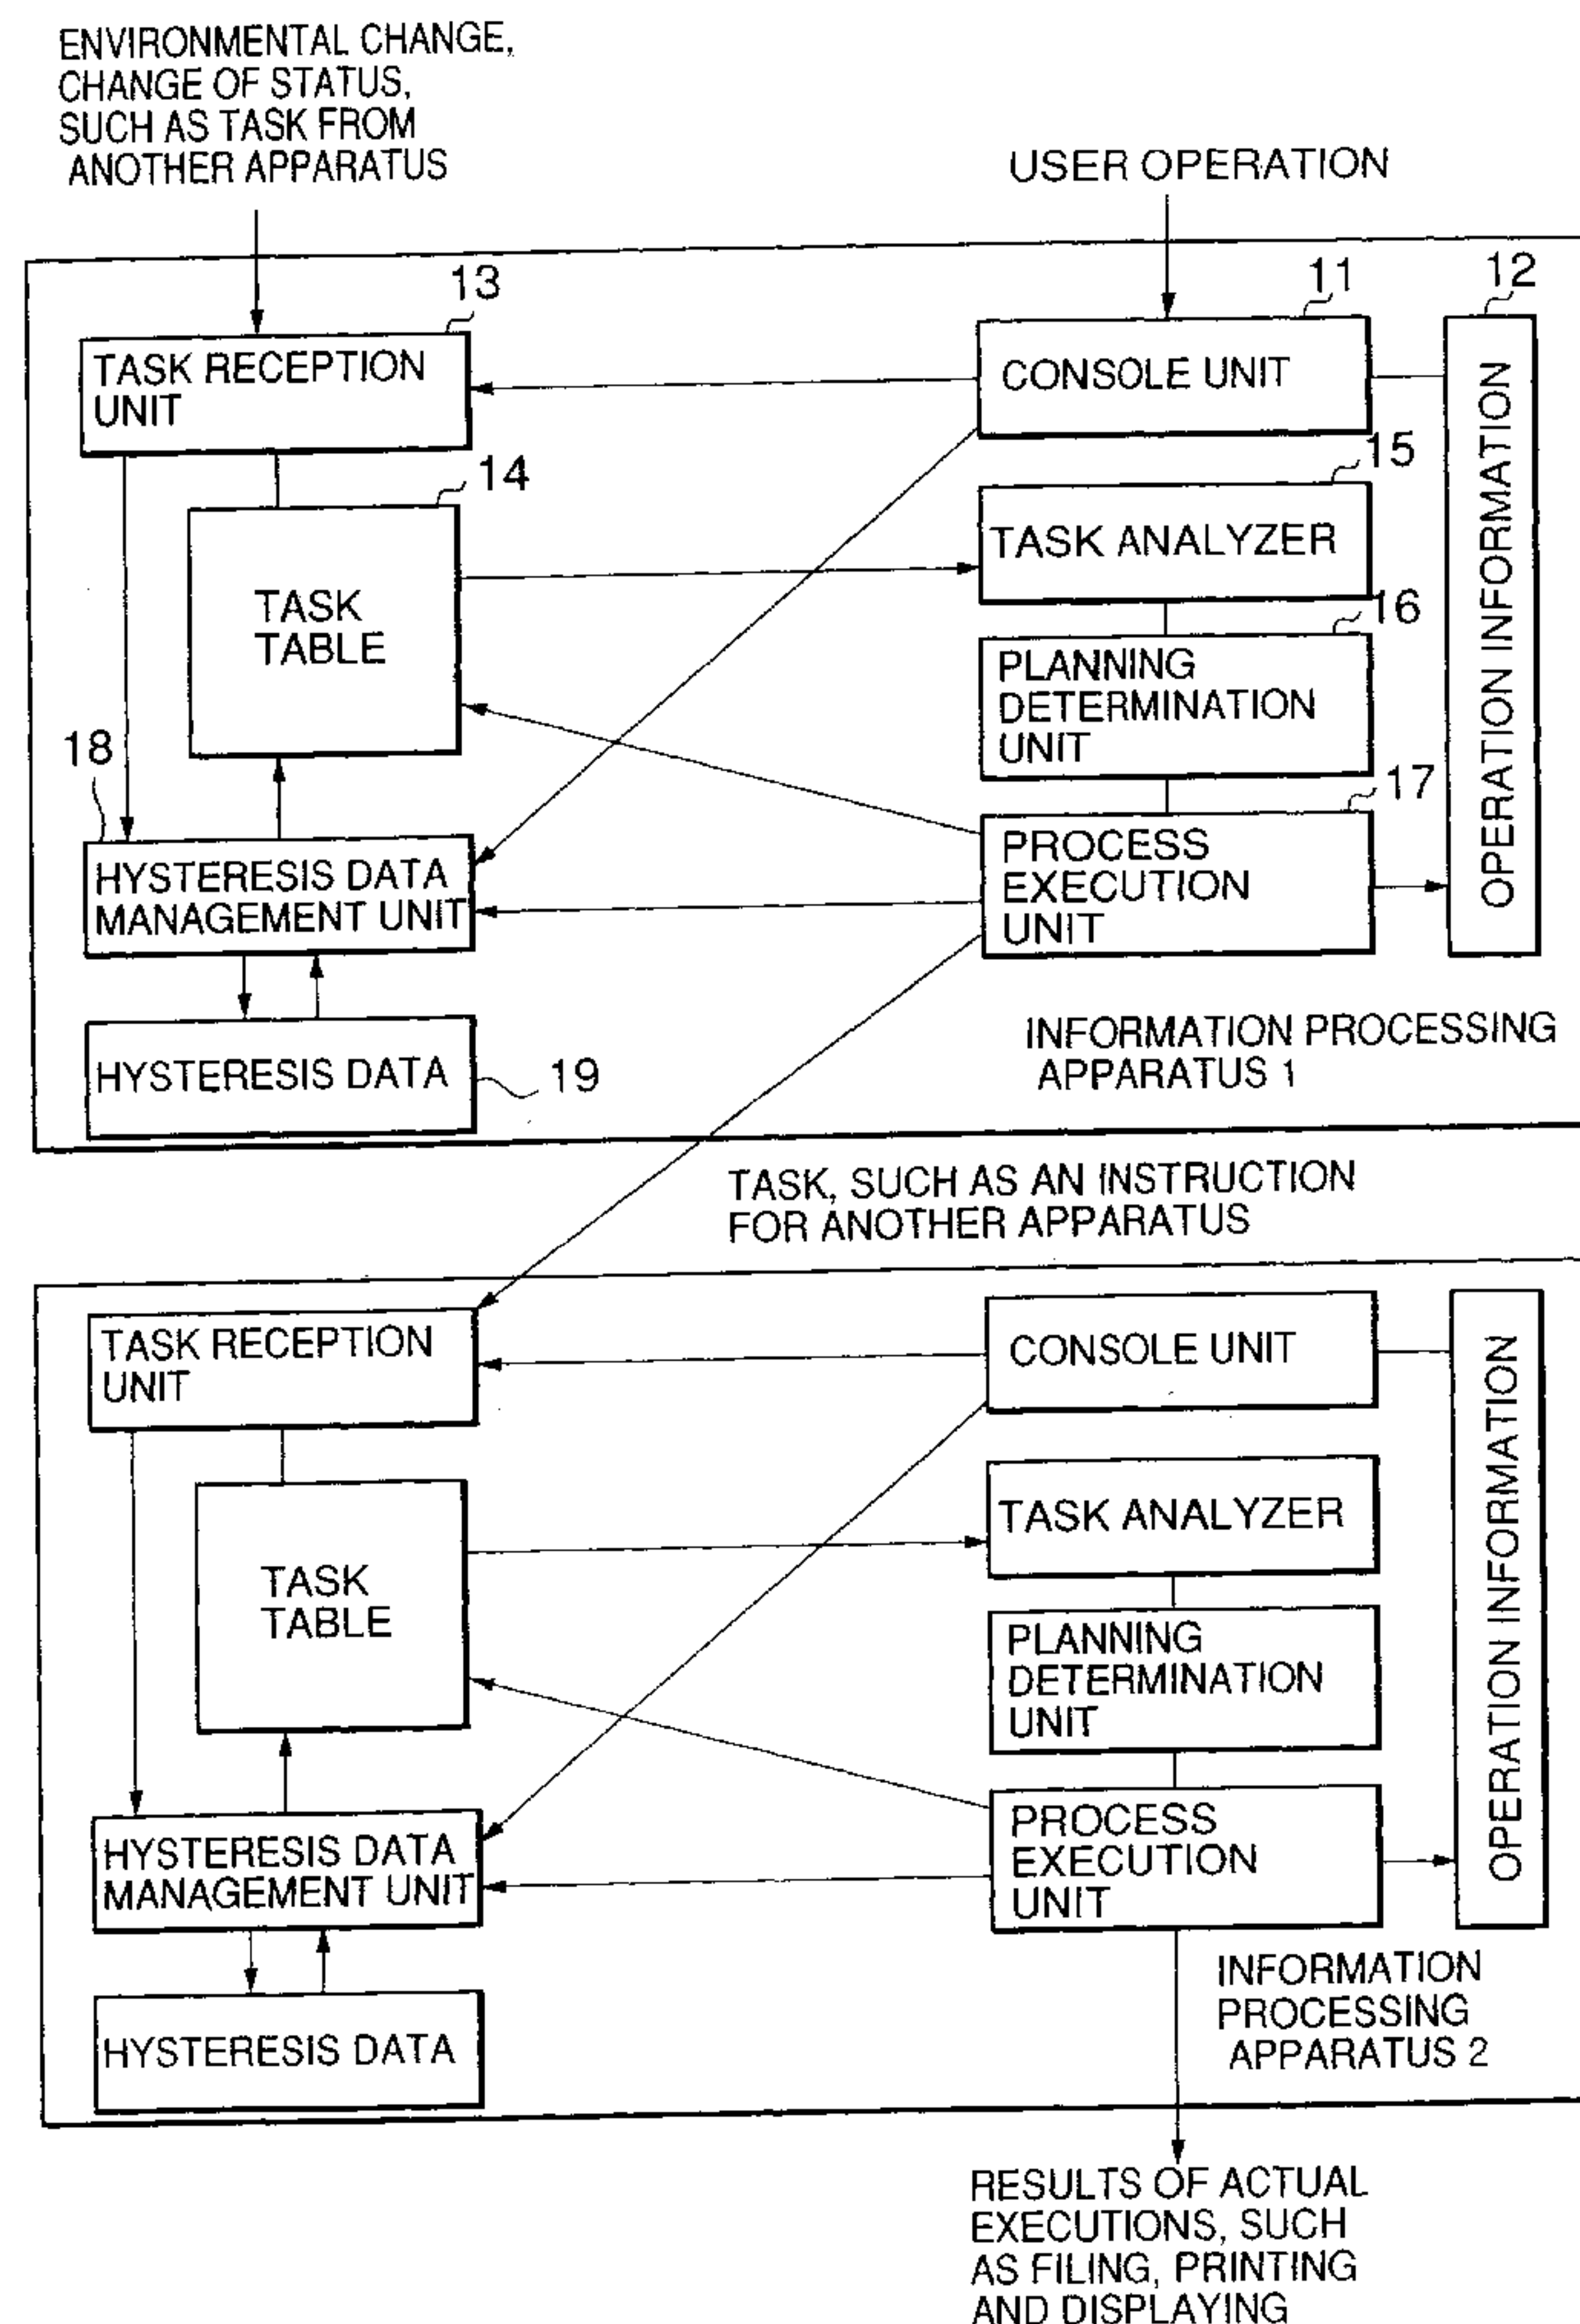 ENVIRONMENTAL CHANGE,
CHANGE OF STATUS,
SUCH AS TASK FROM
ANOTHER APPARATUS
USER OPERATION
13
11
12
TASK RECEPTION
UNIT
CONSOLE UNIT
OPERATION INFORMATION
14
15
TASK ANALYZER
TASK
TABLE
16
PLANNING
DETERMINATION
UNIT
18
17
HYSTERESIS DATA
MANAGEMENT UNIT
PROCESS
EXECUTION
UNIT
HYSTERESIS DATA
19
INFORMATION PROCESSING
APPARATUS 1
TASK, SUCH AS AN INSTRUCTION
FOR ANOTHER APPARATUS
TASK RECEPTION
UNIT
CONSOLE UNIT
OPERATION INFORMATION
TASK ANALYZER
TASK
TABLE
PLANNING
DETERMINATION
UNIT
HYSTERESIS DATA
MANAGEMENT UNIT
PROCESS
EXECUTION
UNIT
HYSTERESIS DATA
INFORMATION
PROCESSING
APPARATUS 2
RESULTS OF ACTUAL
EXECUTIONS, SUCH
AS FILING, PRINTING
AND DISPLAYING